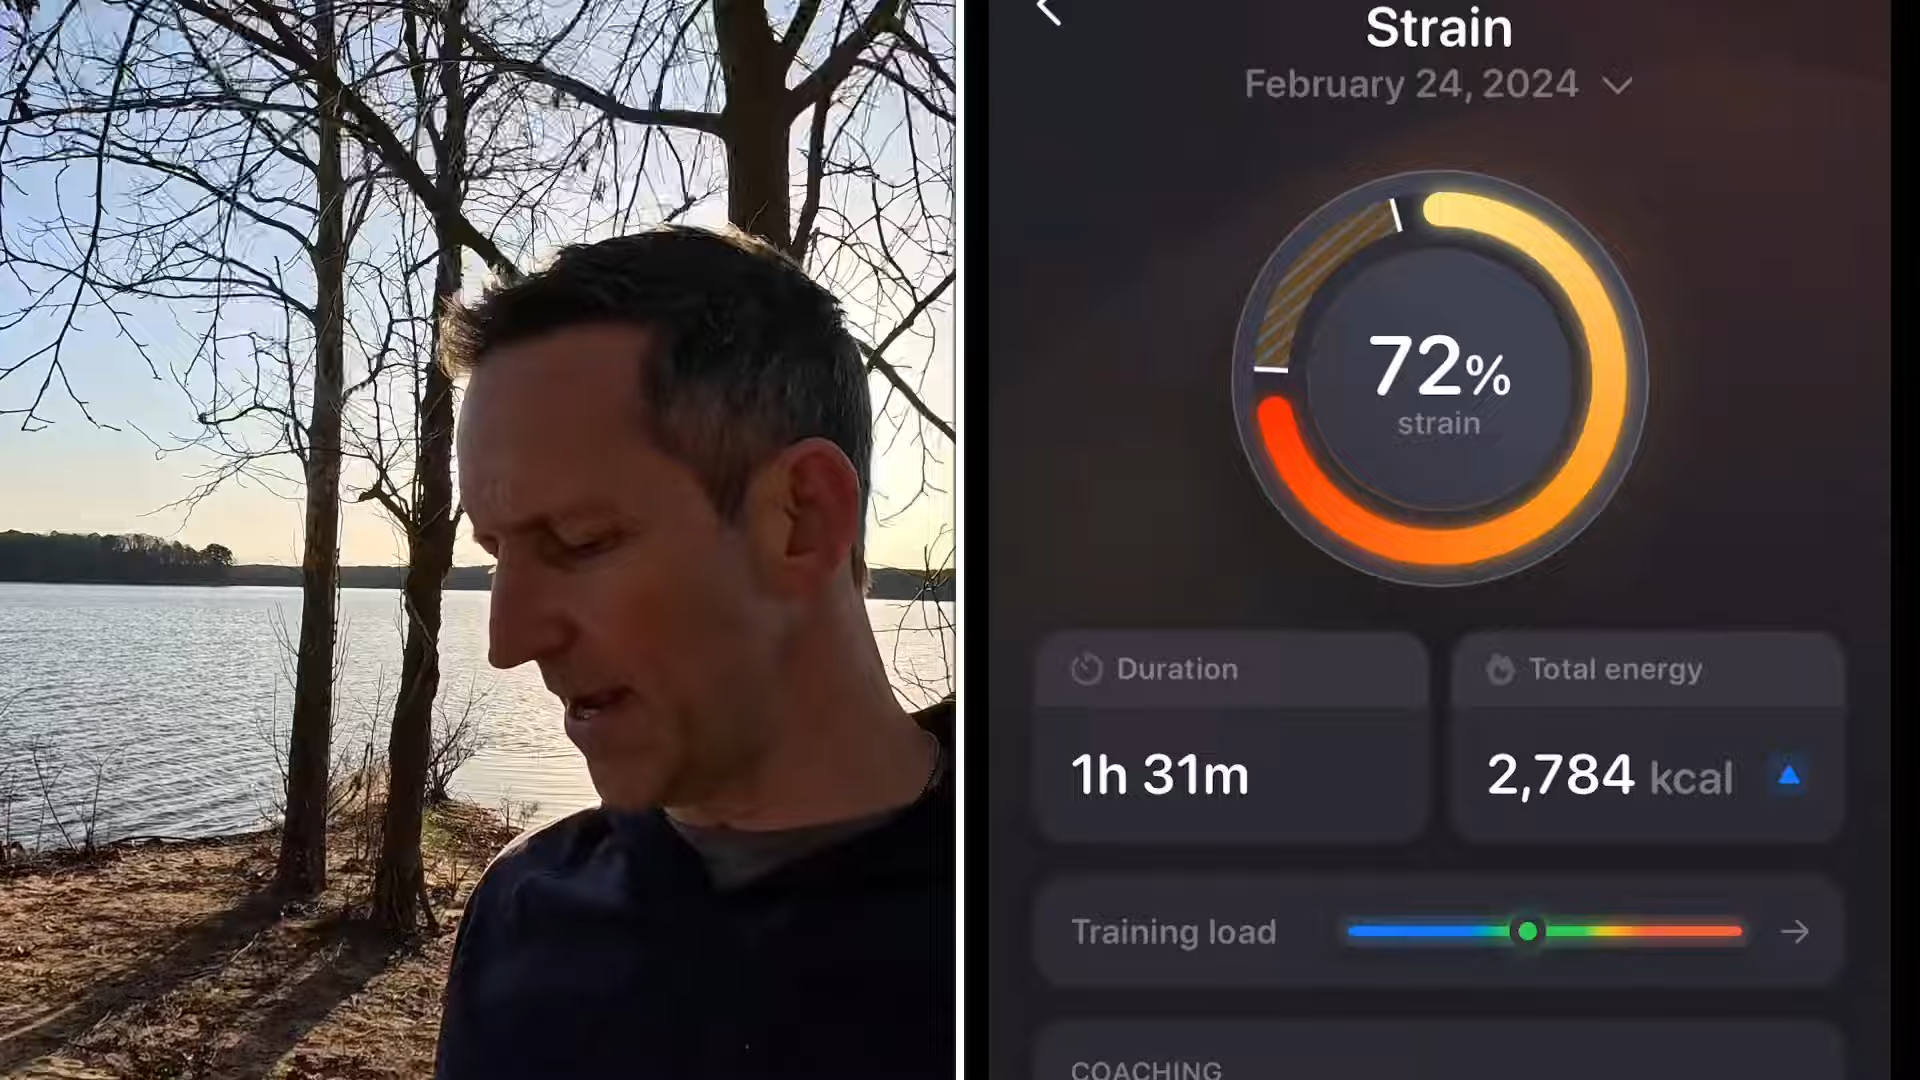 Strain
February 24, 2024
72%
strain
Duration
1h 31m
Total energy
2,784 kcal
Training load
COACHING